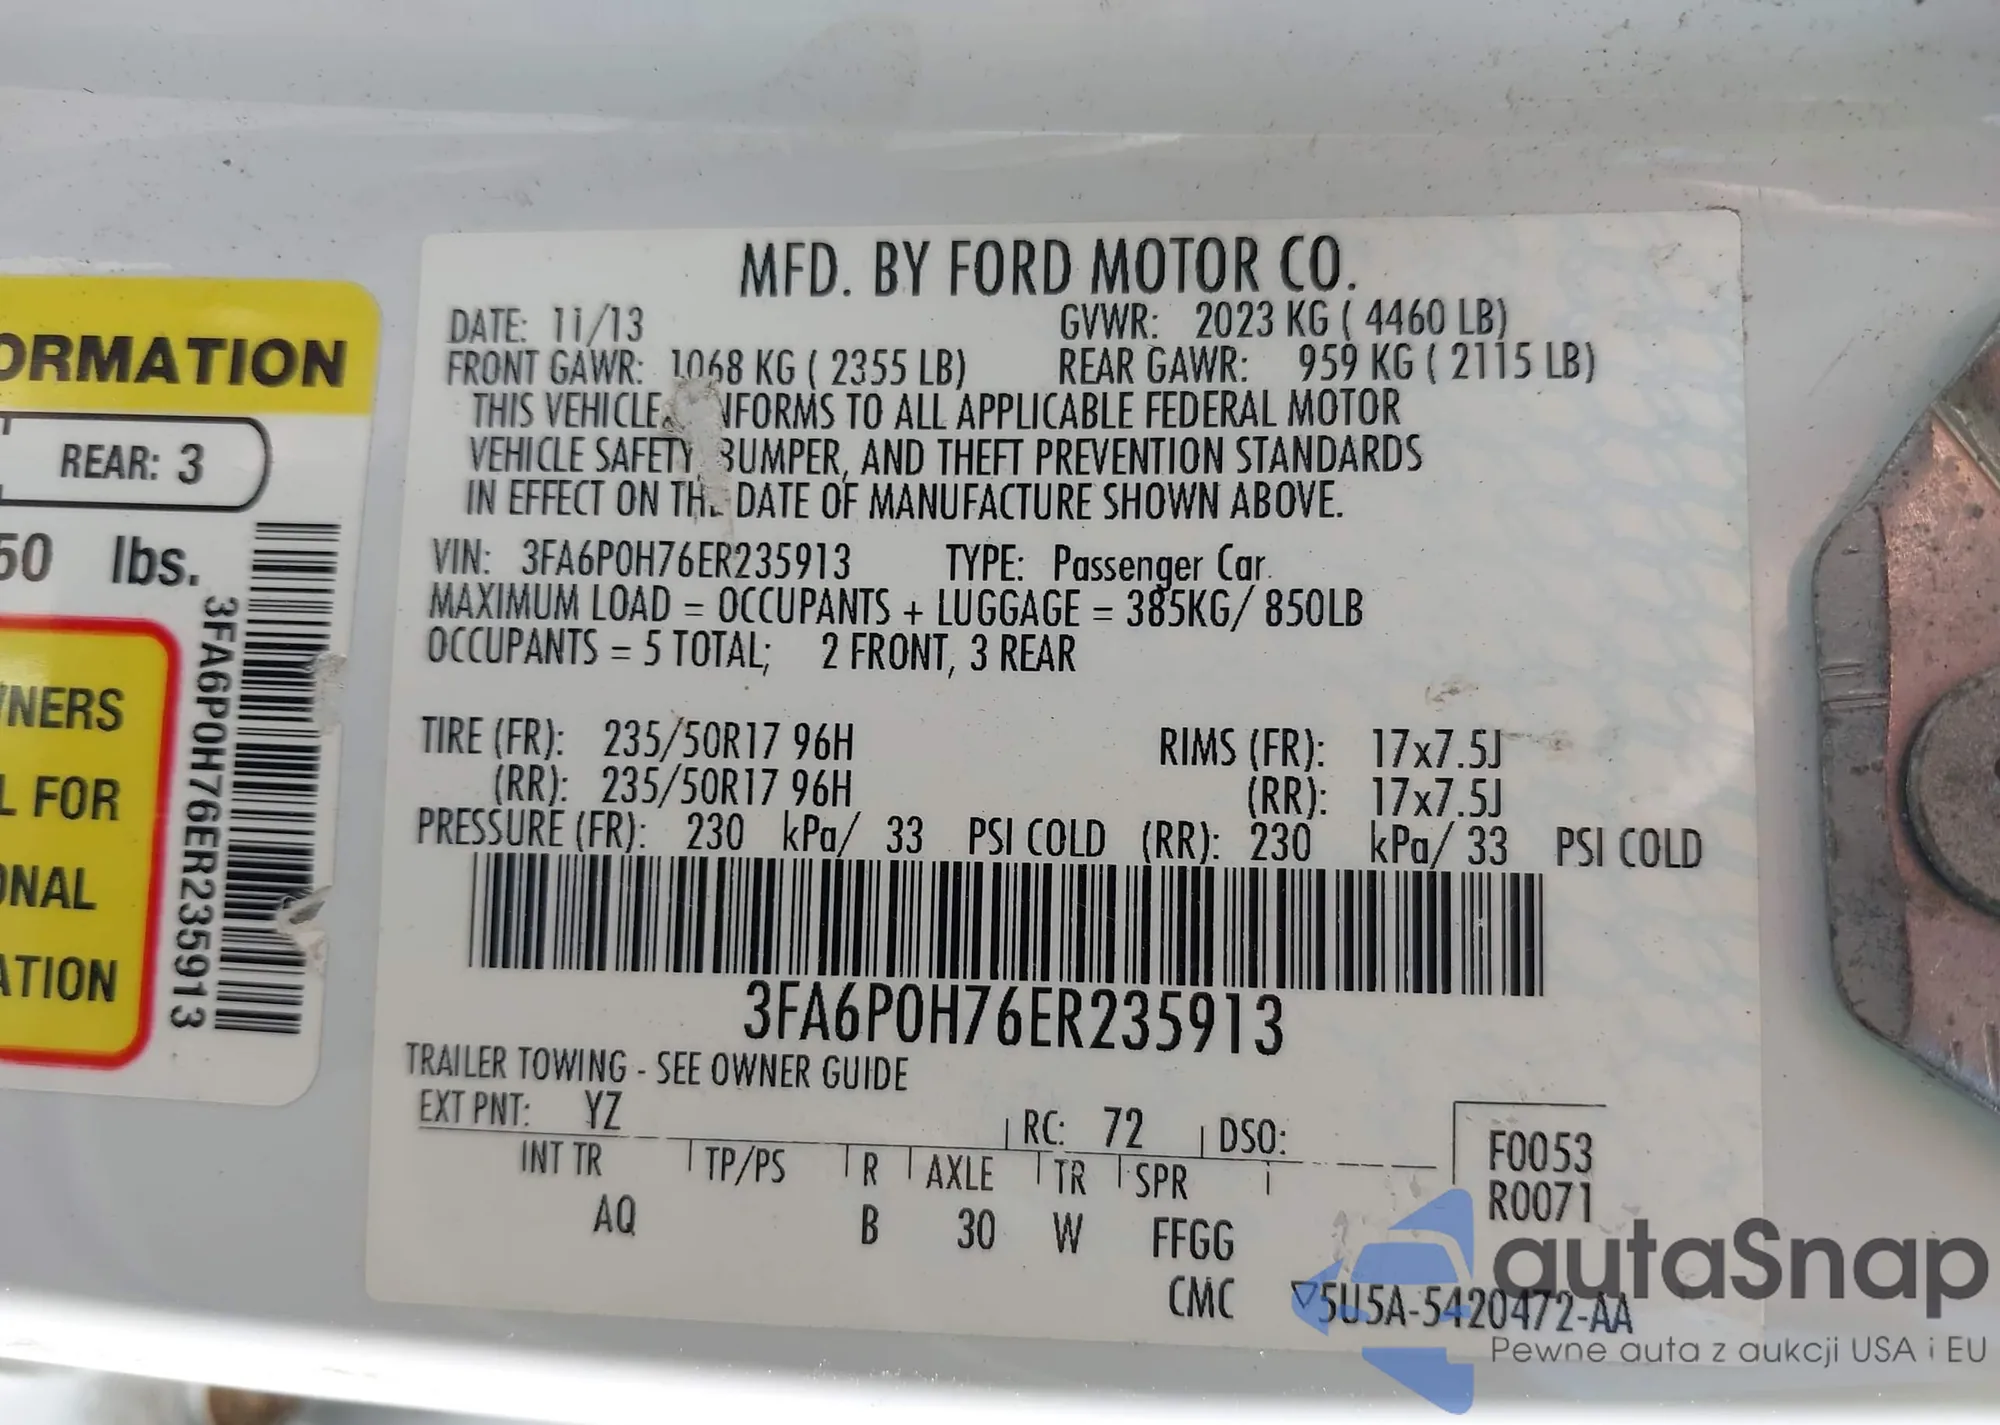 ORMATION
REAR: 3
50 lbs.
3FA6P0H76ER235913
NERS
L FOR
ONAL
ATION
MFD. BY FORD MOTOR CO.
DATE: 11/13 GVWR: 2023 KG ( 4460 LB)
FRONT GAWR: 1068 KG ( 2355 LB) REAR GAWR: 959 KG ( 2115 LB)
THIS VEHICLE NFORMS TO ALL APPLICABLE FEDERAL MOTOR
VEHICLE SAFETY BUMPER, AND THEFT PREVENTION STANDARDS
IN EFFECT ON THE DATE OF MANUFACTURE SHOWN ABOVE.
VIN: 3FA6P0H76ER235913 TYPE: Passenger Car
MAXIMUM LOAD = OCCUPANTS + LUGGAGE = 385KG/ 850LB
OCCUPANTS = 5 TOTAL; 2 FRONT, 3 REAR
TIRE (FR): 235/50R17 96H RIMS (FR): 17x7.5J
(RR): 235/50R17 96H (RR): 17x7.5J
PRESSURE (FR): 230 kPa/ 33 PSI COLD (RR): 230 kPa/ 33 PSI COLD
3FA6P0H76ER235913
TRAILER TOWING - SEE OWNER GUIDE
EXT PNT: YZ RC: 72 DSO:
INT TR TP/PS R AXLE TR SPR
AQ B 30 W FFGG
F0053
R0071
CMC ▽5U5A-5420472-AA
autoSnap
Pewne auta z aukcji USA i EU